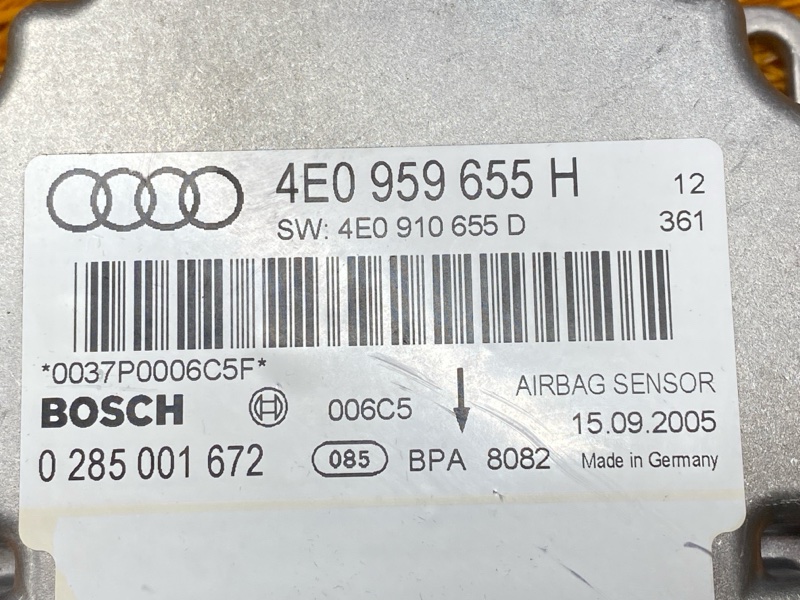 4E0 959 655 H 12
SW: 4E0 910 655 D 361
*0037P0006C5F* AIRBAG SENSOR
BOSCH 006C5 15.09.2005
0 285 001 672 085 BPA 8082 Made in Germany